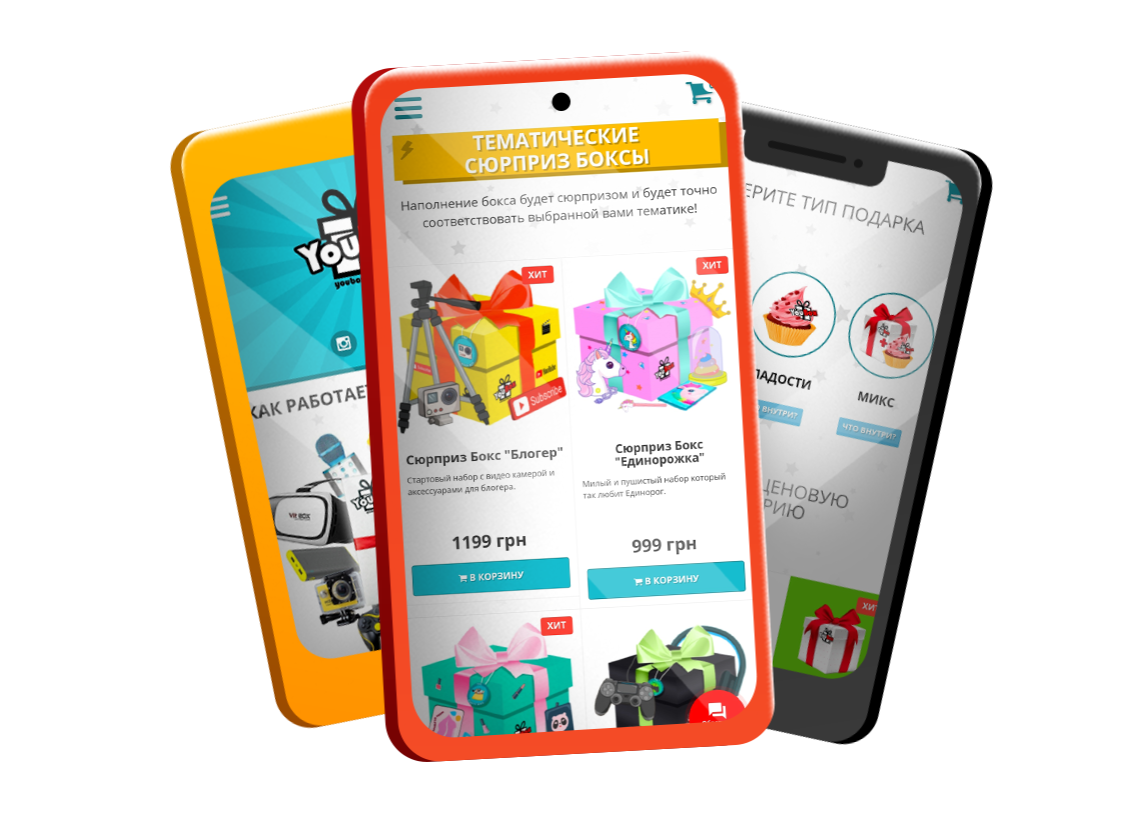 ТЕМАТИЧЕСКИЕ
СЮРПРИЗ БОКСЫ
Наполнение бокса будет сюрпризом и будет точно
соответствовать выбранной вами тематике!
ХИТ
ХИТ
YouTube
Subscribe
Сюрприз Бокс "Блогер"
Стартовый набор с видео камерой и
аксессуарами для блогера.
1199 грн
В КОРЗИНУ
Сюрприз Бокс
"Единорожка"
Милый и пушистый набор который
так любит Единорог.
999 грн
В КОРЗИНУ
ХИТ
You
youbo
КАК РАБОТАЕТ
VR BOX
ЕРИТЕ ТИП ПОДАРКА
ЛАДОСТИ
ВНУТРИ?
МИКС
ЧТО ВНУТРИ?
ЦЕНОВУЮ
РИЮ
ХИТ